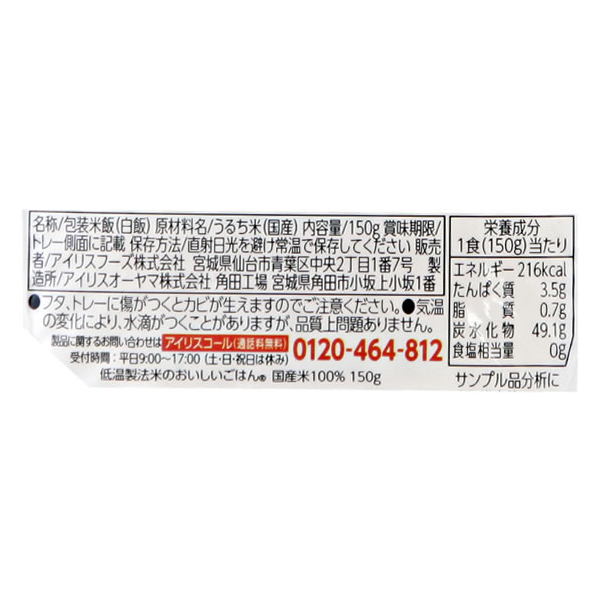 名称/包装米飯(白飯) 原材料名/うるち米(国産) 内容量/150g 賞味期限/
トレー側面に記載 保存方法/直射日光を避け常温で保存してください 販売
者/アイリスフーズ株式会社 宮城県仙台市青葉区中央2丁目1番7号 製
造所/アイリスオーヤマ株式会社 角田工場 宮城県角田市小坂上小坂1番
●フタ、トレーに傷がつくとカビが生えますのでご注意ください。●気温
の変化により、水滴がつくことがありますが、品質上問題ありません。
製品に関するお問い合わせは アイリスコール(通話料無料) 0120-464-812
受付時間:平日9:00〜17:00 (土・日・祝日は休み)
低温製法米のおいしいごはん® 国産米100% 150g
栄養成分
1食(150g)当たり
エネルギー 216kcal
たんぱく質 3.5g
脂質 0.7g
炭水化物 49.1g
食塩相当量 0g
サンプル品分析に